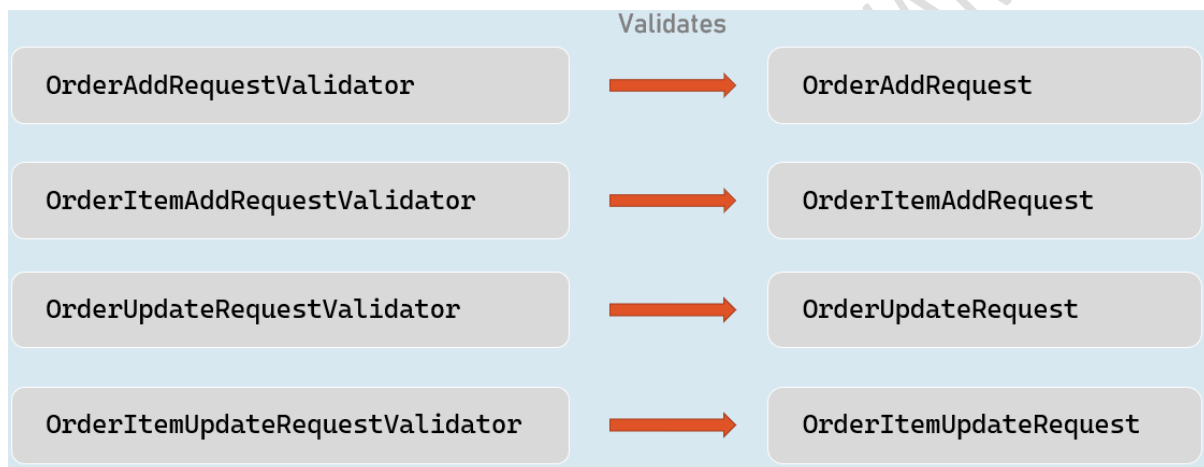 Validates
OrderAddRequestValidator
OrderAddRequest
OrderItemAddRequestValidator
OrderItemAddRequest
OrderUpdateRequestValidator
OrderUpdateRequest
OrderItemUpdateRequestValidator
OrderItemUpdateRequest